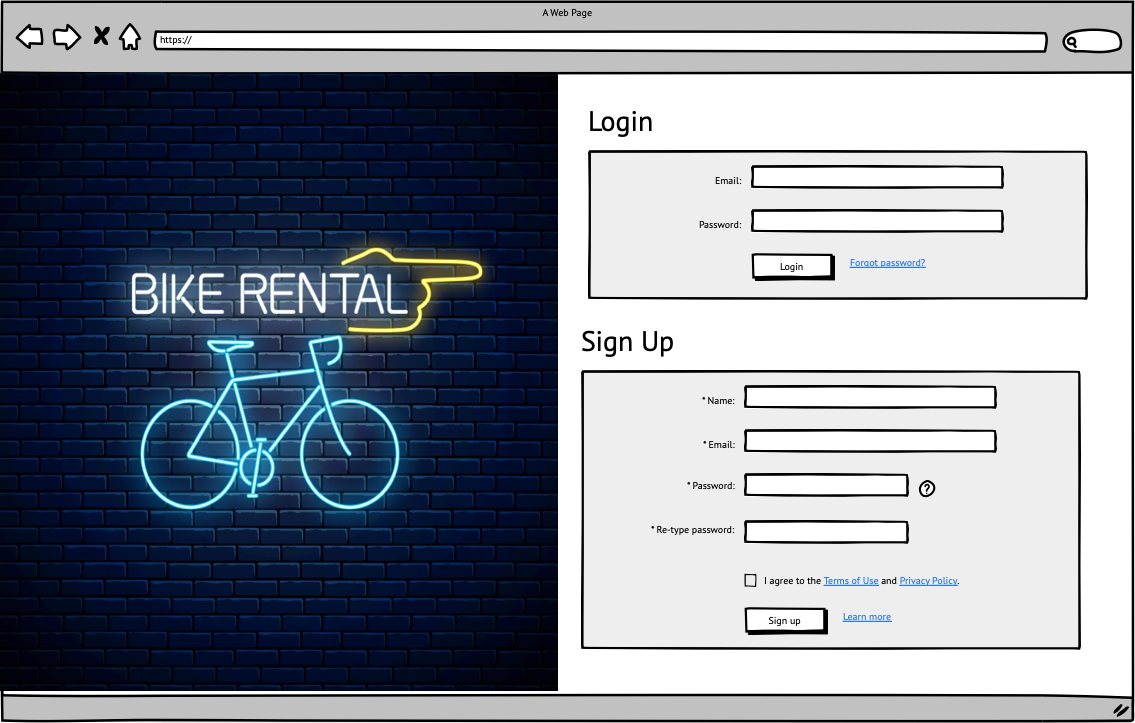 A Web Page
https://
BIKE RENTAL
Login
Email:
Password:
Login
Forgot password?
Sign Up
* Name:
* Email:
* Password:
?
* Re-type password:
I agree to the Terms of Use and Privacy Policy.
Sign up
Learn more